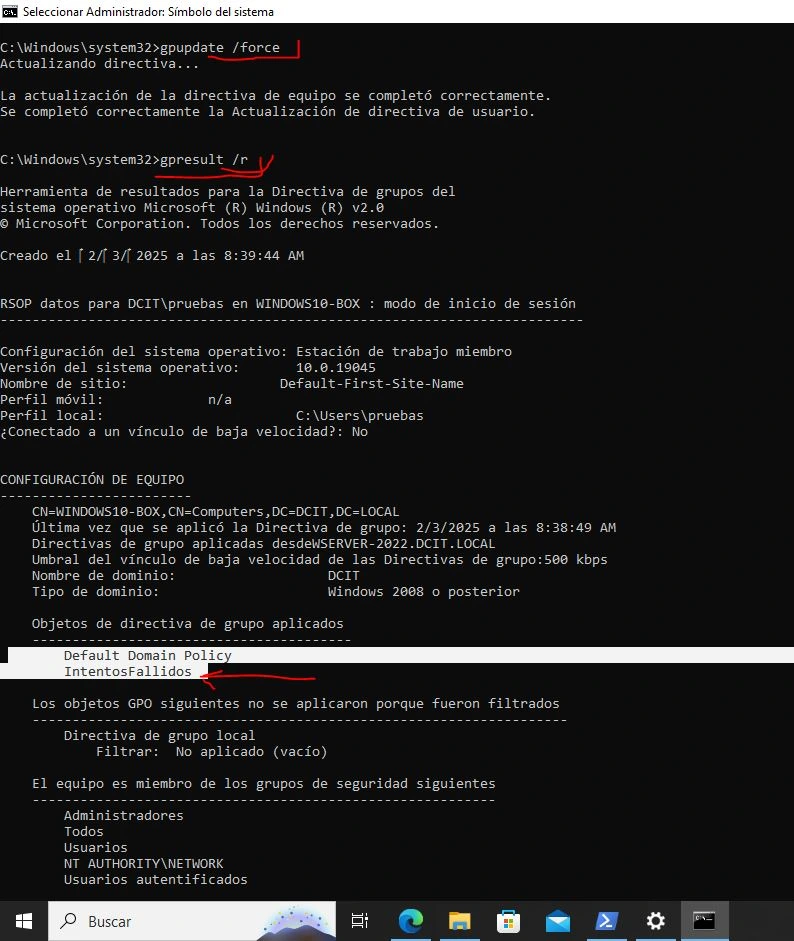 Seleccionar Administrador: Símbolo del sistema
C:\Windows\system32>gpupdate /force
Actualizando directiva...
La actualización de la directiva de equipo se completó correctamente.
Se completó correctamente la Actualización de directiva de usuario.
C:\Windows\system32>gpresult /r
Herramienta de resultados para la Directiva de grupos del
sistema operativo Microsoft (R) Windows (R) v2.0
© Microsoft Corporation. Todos los derechos reservados.
Creado el 2/ 3/ 2025 a las 8:39:44 AM
RSOP datos para DCIT\pruebas en WINDOWS10-BOX : modo de inicio de sesión
-------------------------------------------------------------------------
Configuración del sistema operativo: Estación de trabajo miembro
Versión del sistema operativo: 10.0.19045
Nombre de sitio: Default-First-Site-Name
Perfil móvil: n/a
Perfil local: C:\Users\pruebas
¿Conectado a un vínculo de baja velocidad?: No
CONFIGURACIÓN DE EQUIPO
------------------------
CN=WINDOWS10-BOX,CN=Computers,DC=DCIT,DC=LOCAL
Última vez que se aplicó la Directiva de grupo: 2/3/2025 a las 8:38:49 AM
Directivas de grupo aplicadas desdeWSERVER-2022.DCIT.LOCAL
Umbral del vínculo de baja velocidad de las Directivas de grupo:500 kbps
Nombre de dominio: DCIT
Tipo de dominio: Windows 2008 o posterior
Objetos de directiva de grupo aplicados
----------------------------------------
Default Domain Policy
IntentosFallidos
Los objetos GPO siguientes no se aplicaron porque fueron filtrados
-------------------------------------------------------------------
Directiva de grupo local
Filtrar: No aplicado (vacío)
El equipo es miembro de los grupos de seguridad siguientes
----------------------------------------------------------
Administradores
Todos
Usuarios
NT AUTHORITY\NETWORK
Usuarios autentificados
Buscar